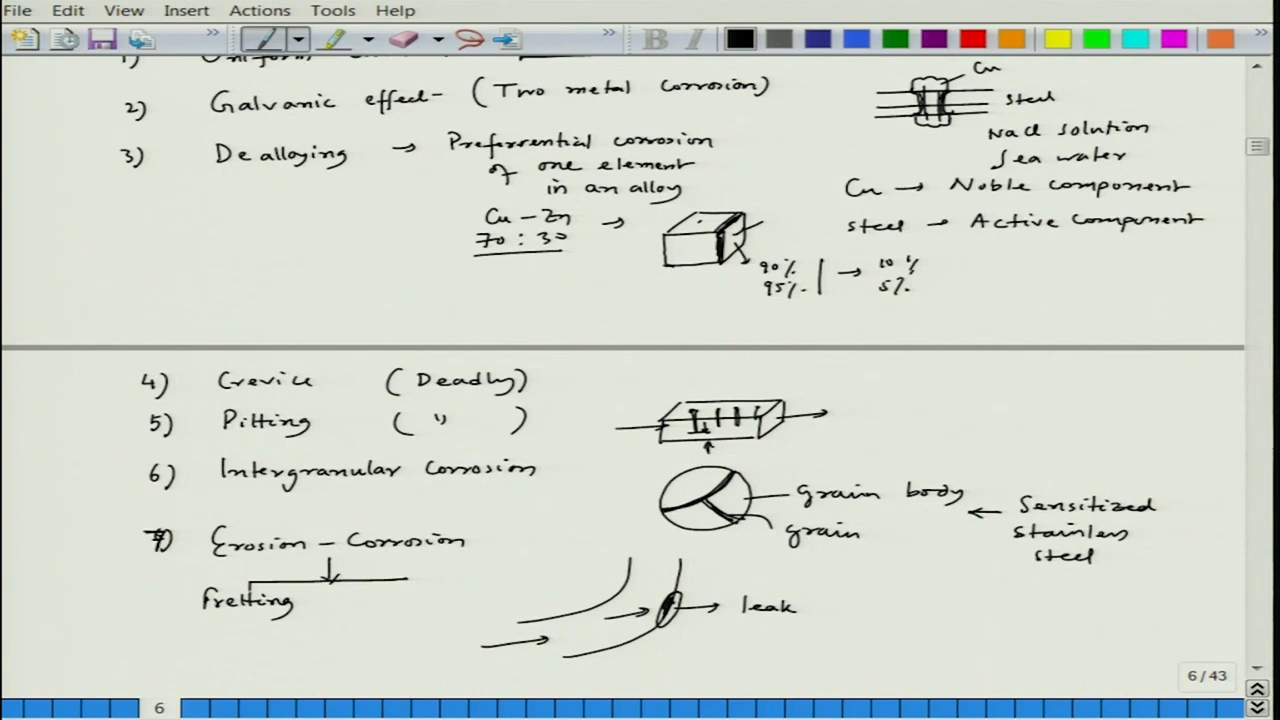 File Edit View Insert Actions Tools Help
B I
1) Uniform
2) Galvanic effect- (Two metal corrosion)
Cu
Steel
NaCl solution
Sea water
3) Dealloying → Prefferential corrosion
of one element
in an alloy
Cu → Noble component
Steel → Active component
Cu - Zn →
70 : 30
90%
95%. → 10%
5%.
4) Crevice (Deadly)
5) Pitting ( " )
6) Intergranular Corrosion
grain body
grain
← Sensitized
stainless
steel
7) Erosion - Corrosion
Fretting
→ leak
6/43
6